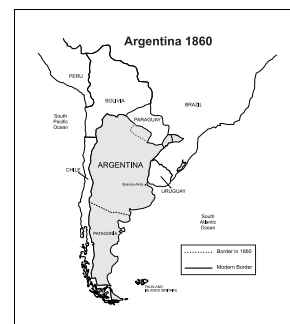 Argentina 1860
PERU
BOLIVIA
BRAZIL
South
Pacific
Ocean
PARAGUAY
CHILE
ARGENTINA
Buenos Aires
URUGUAY
South
Atlantic
Ocean
PATAGONIA
Border in 1860
Modern Border
FALKLAND
ISLANDS (BRITAIN)